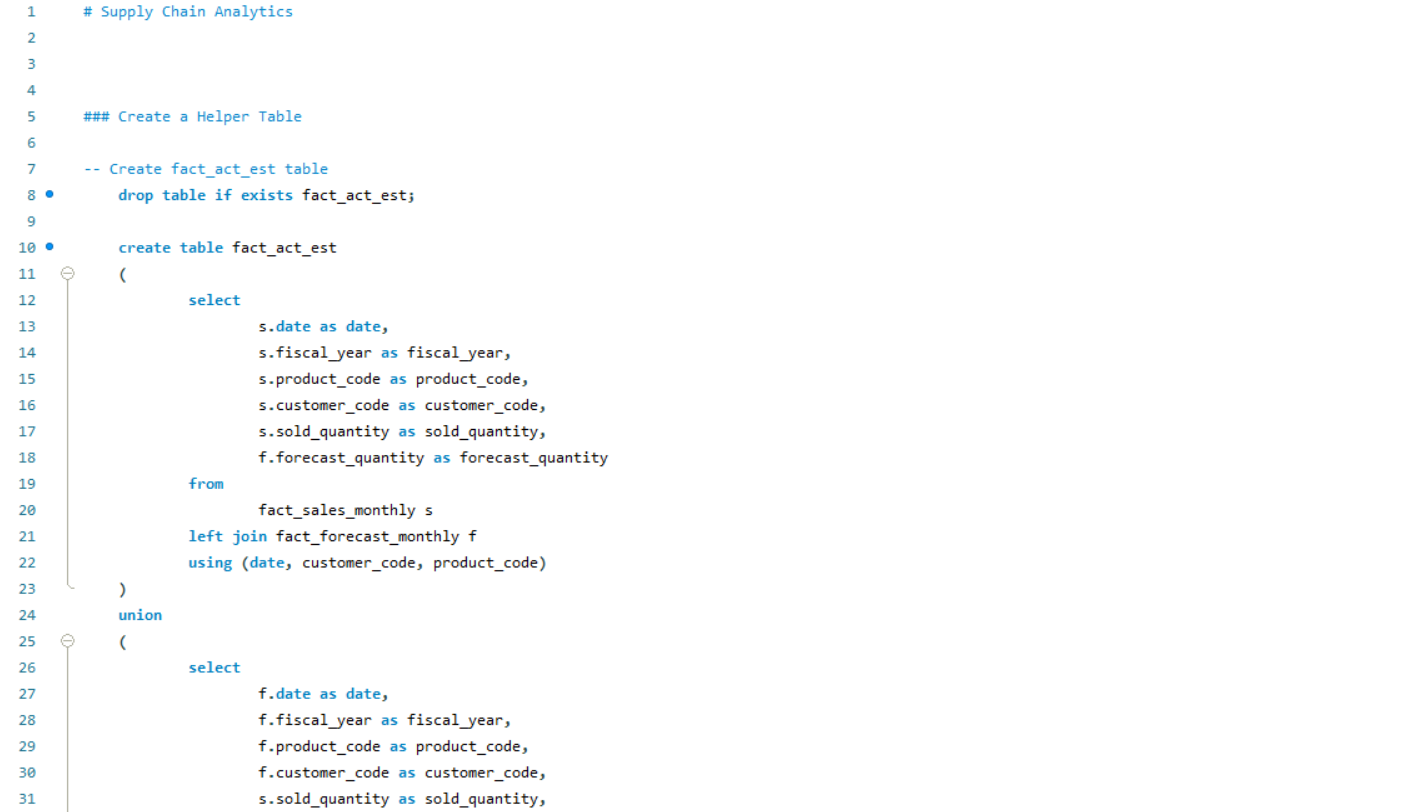 1 # Supply Chain Analytics
2
3
4
5 ### Create a Helper Table
6
7 -- Create fact_act_est table
8 drop table if exists fact_act_est;
9
10 create table fact_act_est
11 (
12 select
13 s.date as date,
14 s.fiscal_year as fiscal_year,
15 s.product_code as product_code,
16 s.customer_code as customer_code,
17 s.sold_quantity as sold_quantity,
18 f.forecast_quantity as forecast_quantity
19 from
20 fact_sales_monthly s
21 left join fact_forecast_monthly f
22 using (date, customer_code, product_code)
23 )
24 union
25 (
26 select
27 f.date as date,
28 f.fiscal_year as fiscal_year,
29 f.product_code as product_code,
30 f.customer_code as customer_code,
31 s.sold_quantity as sold_quantity,